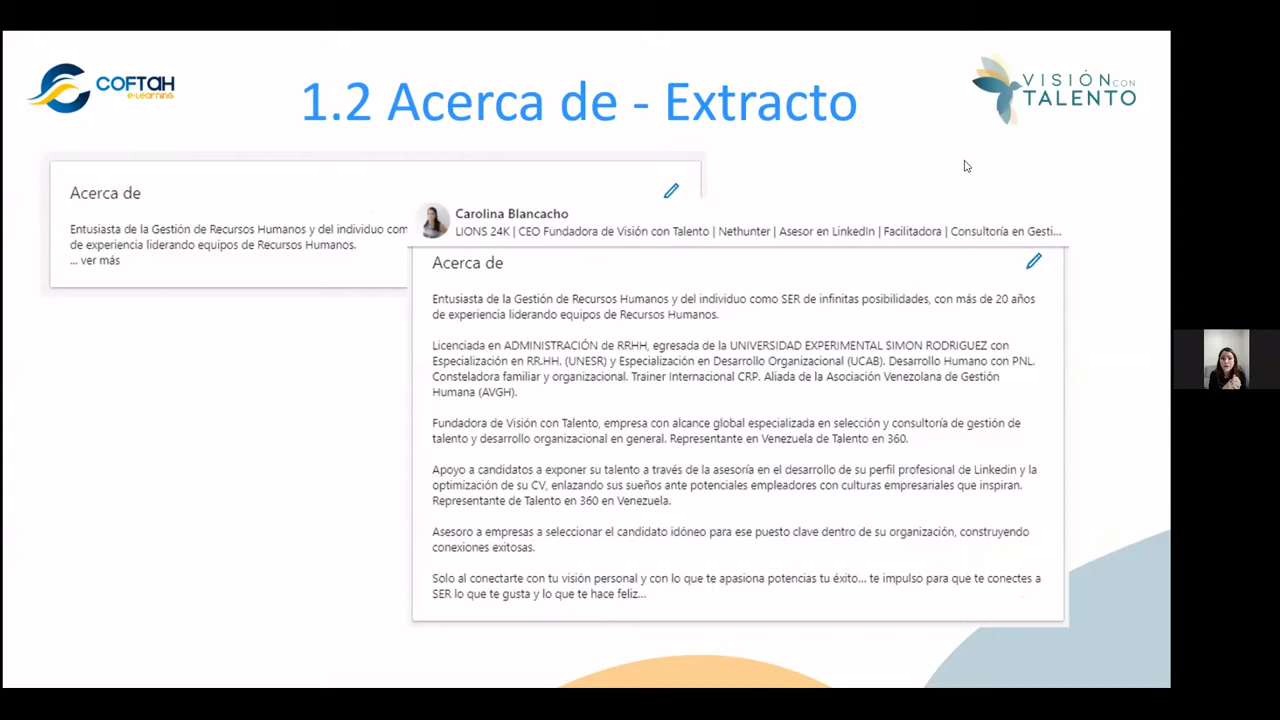 COFTAH
e-Learning
1.2 Acerca de - Extracto
VISIÓN CON
TALENTO
Acerca de
Entusiasta de la Gestión de Recursos Humanos y del individuo com
de experiencia liderando equipos de Recursos Humanos.
... ver más
Carolina Blancacho
LIONS 24K | CEO Fundadora de Visión con Talento | Nethunter | Asesor en LinkedIn | Facilitadora | Consultoría en Gesti...
Acerca de
Entusiasta de la Gestión de Recursos Humanos y del individuo como SER de infinitas posibilidades, con más de 20 años
de experiencia liderando equipos de Recursos Humanos.
Licenciada en ADMINISTRACIÓN de RRHH, egresada de la UNIVERSIDAD EXPERIMENTAL SIMON RODRIGUEZ con
Especialización en RR.HH. (UNESR) y Especialización en Desarrollo Organizacional (UCAB). Desarrollo Humano con PNL.
Consteladora familiar y organizacional. Trainer Internacional CRP. Aliada de la Asociación Venezolana de Gestión
Humana (AVGH).
Fundadora de Visión con Talento, empresa con alcance global especializada en selección y consultoría de gestión de
talento y desarrollo organizacional en general. Representante en Venezuela de Talento en 360.
Apoyo a candidatos a exponer su talento a través de la asesoría en el desarrollo de su perfil profesional de Linkedin y la
optimización de su CV, enlazando sus sueños ante potenciales empleadores con culturas empresariales que inspiran.
Representante de Talento en 360 en Venezuela.
Asesoro a empresas a seleccionar el candidato idóneo para ese puesto clave dentro de su organización, construyendo
conexiones exitosas.
Solo al conectarte con tu visión personal y con lo que te apasiona potencias tu éxito... te impulso para que te conectes a
SER lo que te gusta y lo que te hace feliz...